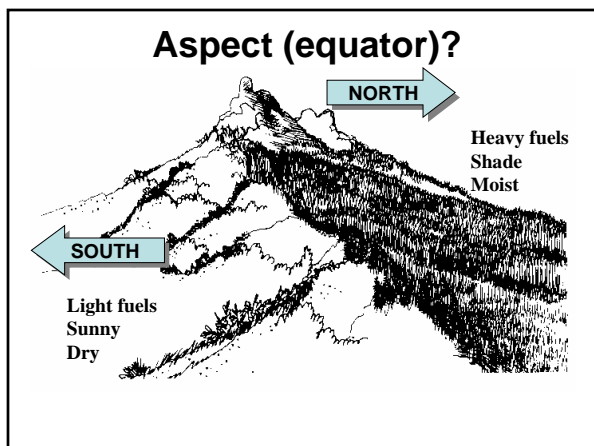 Aspect (equator)?
NORTH
Heavy fuels
Shade
Moist
SOUTH
Light fuels
Sunny
Dry